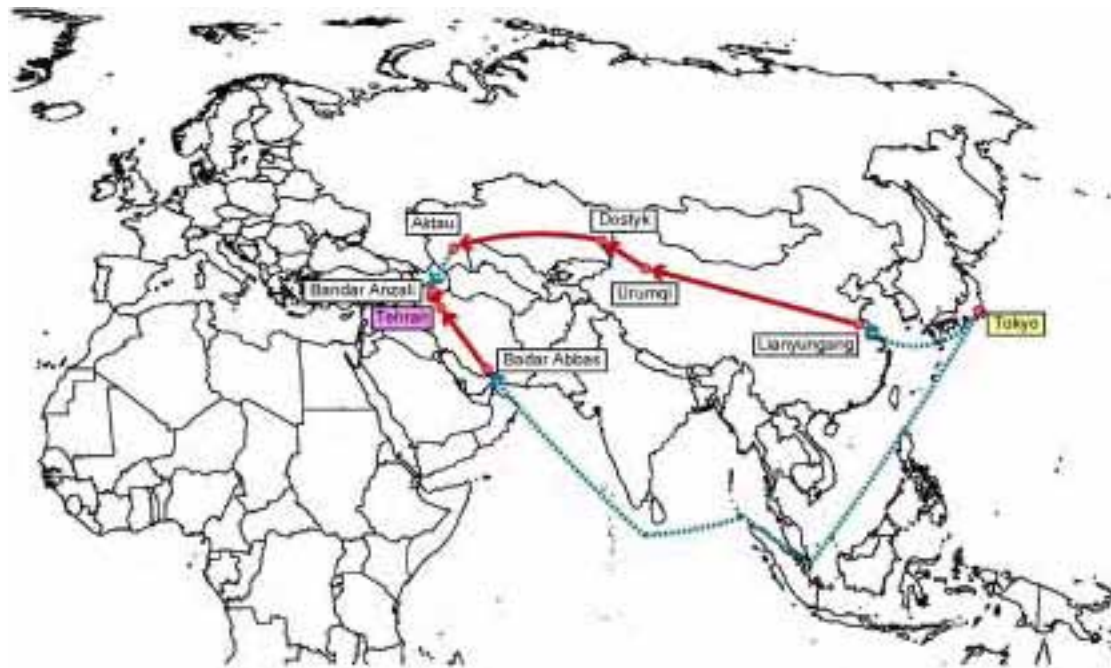 Aktau
Dostyk
Bandar Anzali
Urumqi
Tehran
Tokyo
Lianyungang
Badar Abbas